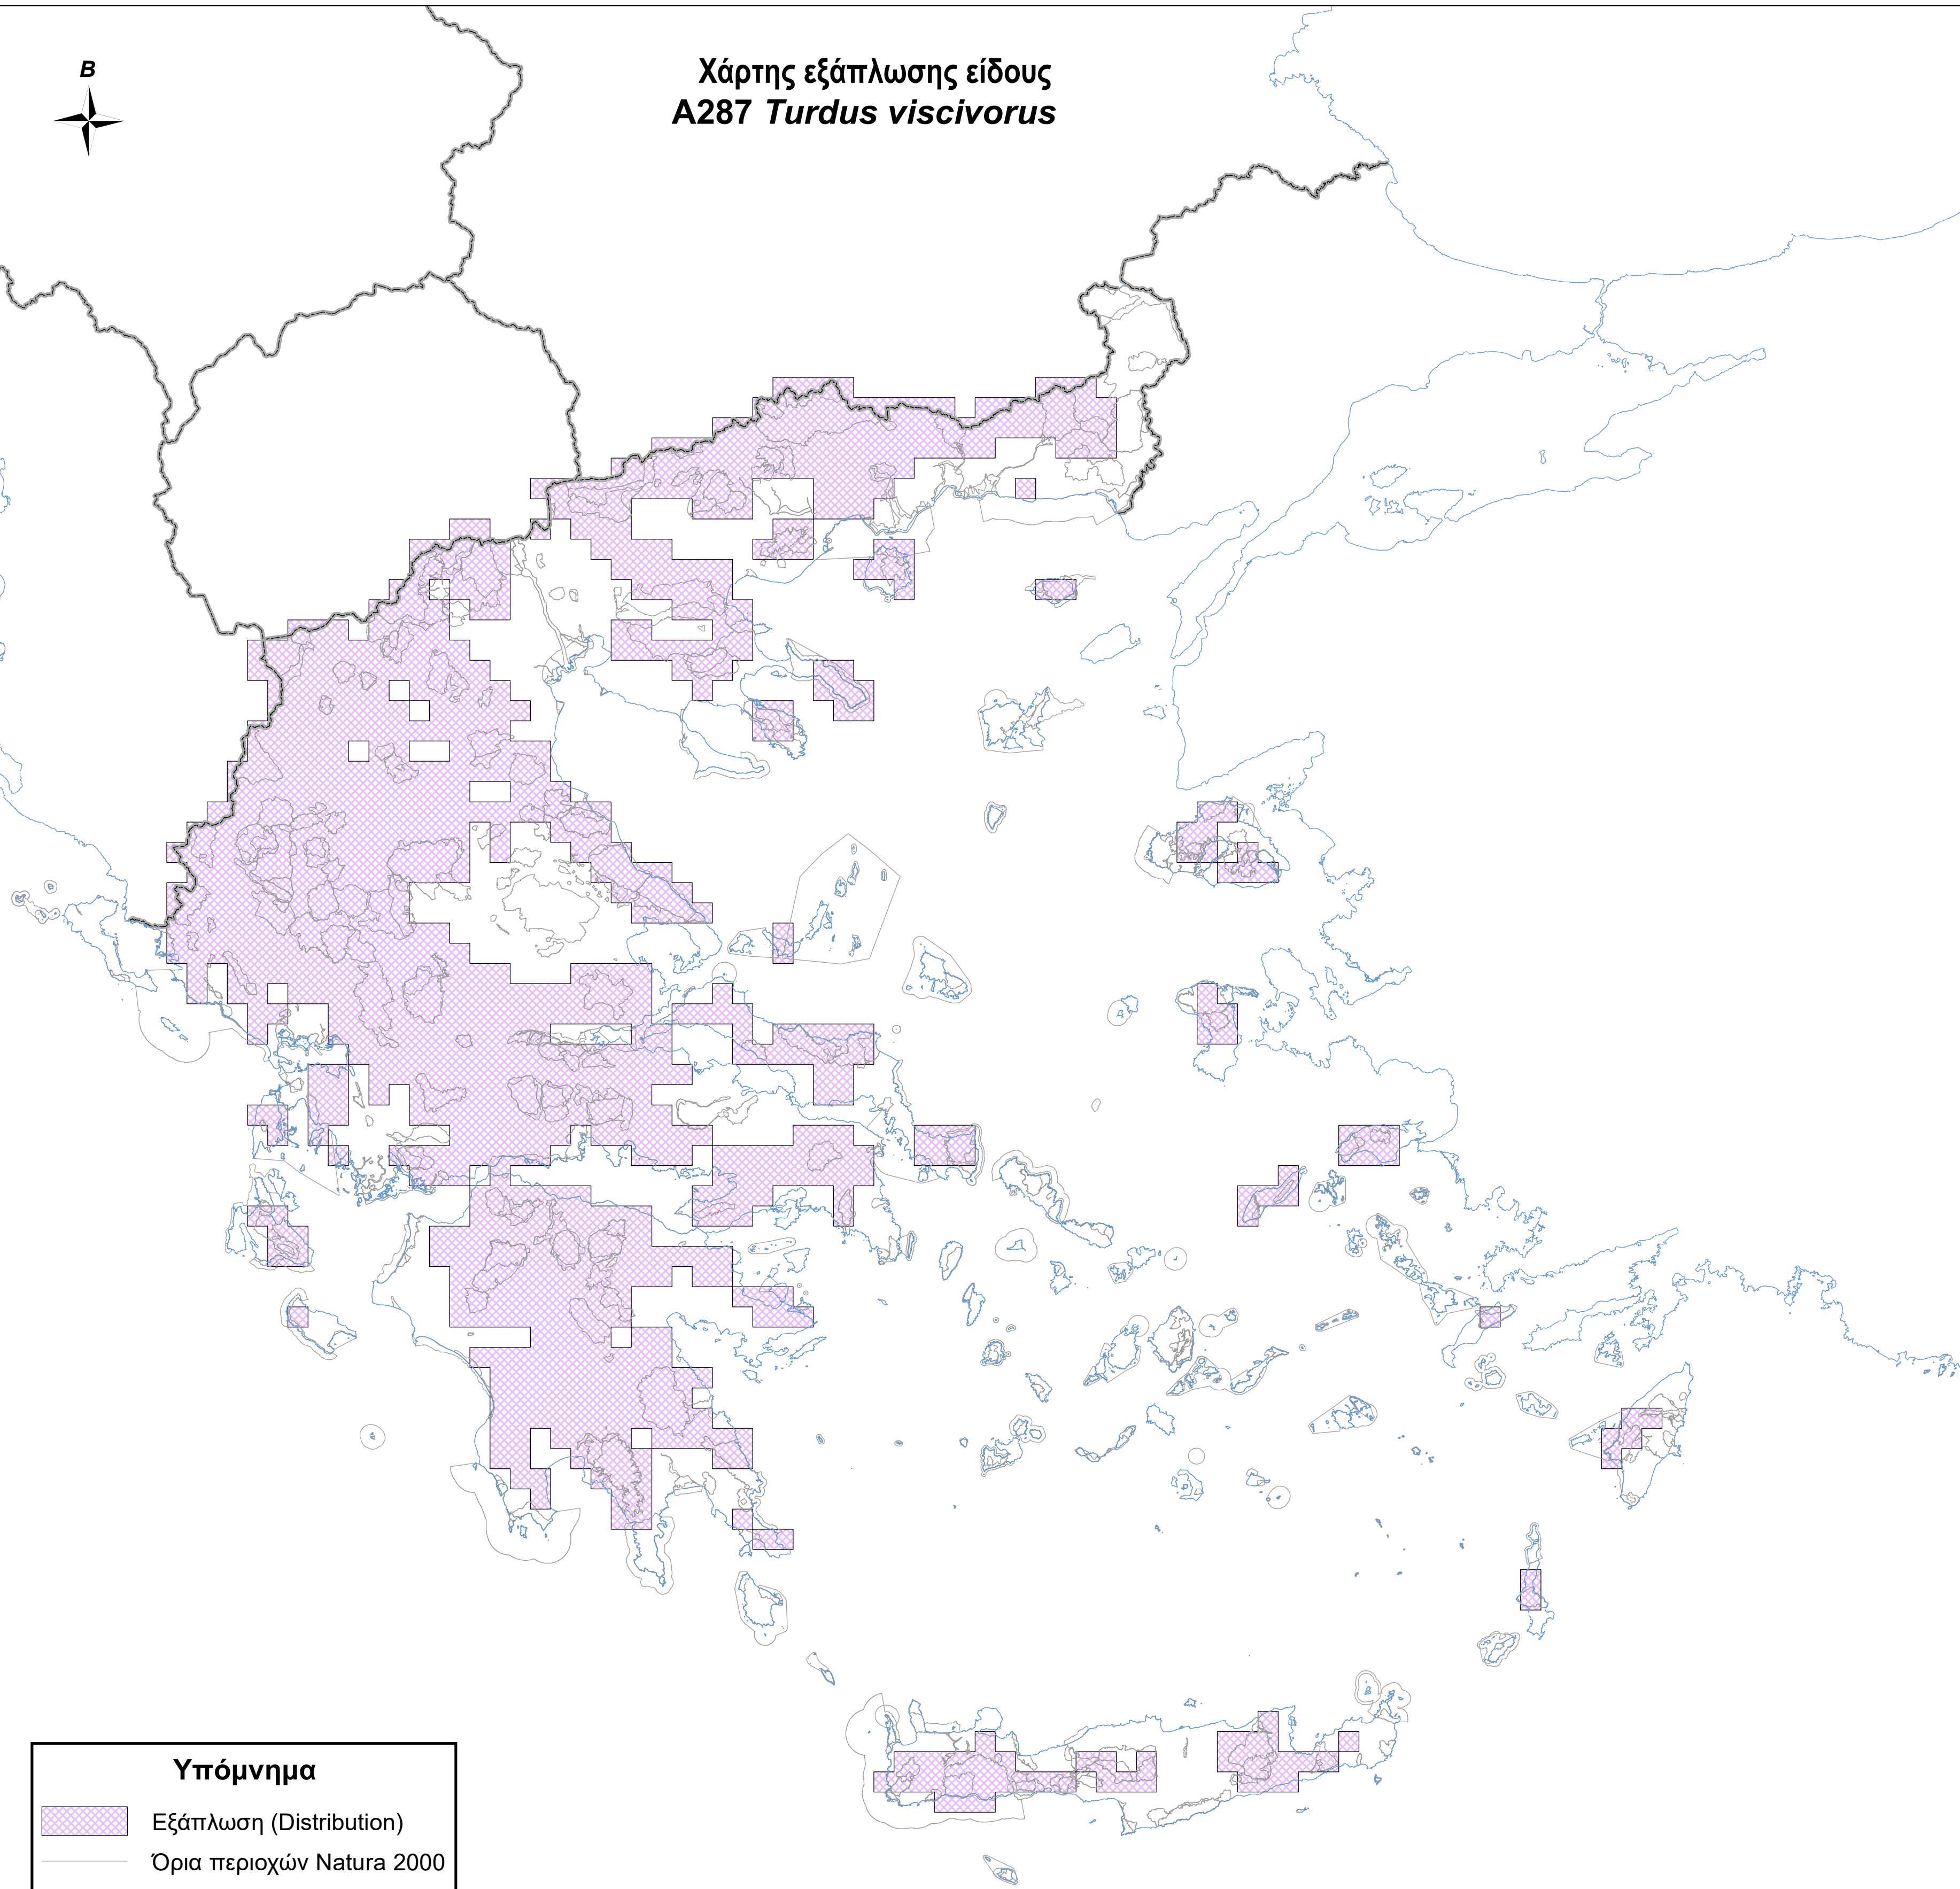 B
Χάρτης εξάπλωσης είδους
A287 Turdus viscivorus
Υπόμνημα
Εξάπλωση (Distribution)
Όρια περιοχών Natura 2000